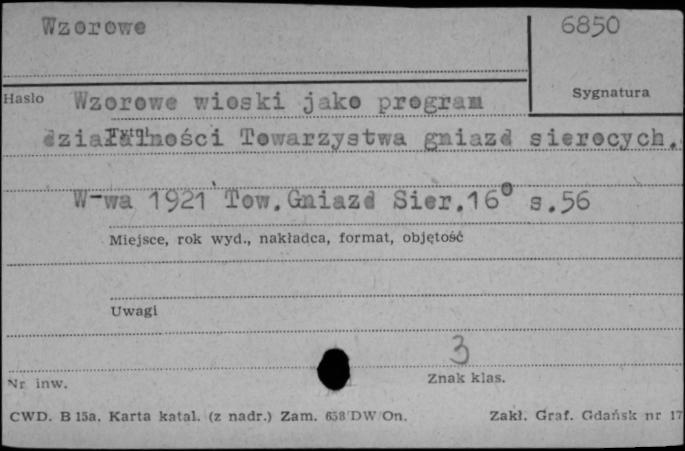 Wzorowe
6850
Sygnatura
Hasło
Wzorowe wioski jako program
działalności Towarzystwa gniazd sierocych.
Tytuł
W-wa 1921 Tow.Gniazd Sier.16° s.56
Miejsce, rok wyd., nakładca, format, objętość
Uwagi
3
Nr inw.
Znak klas.
CWD. B 15a. Karta katal. (z nadr.) Zam. 658 DW/On.
Zakł. Graf. Gdańsk nr 17